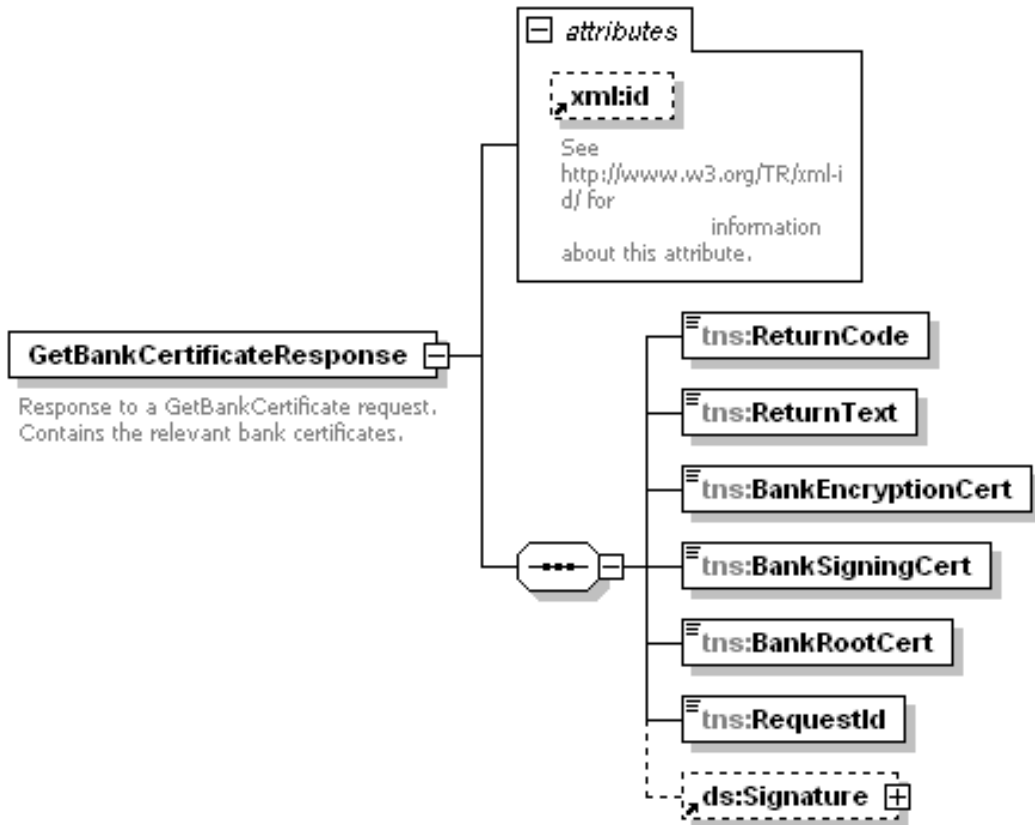 attributes
xml:id
See
http://www.w3.org/TR/xml-i
d/ for
information
about this attribute.
GetBankCertificateResponse
Response to a GetBankCertificate request.
Contains the relevant bank certificates.
tns:ReturnCode
tns:ReturnText
tns:BankEncryptionCert
tns:BankSigningCert
tns:BankRootCert
tns:RequestId
ds:Signature